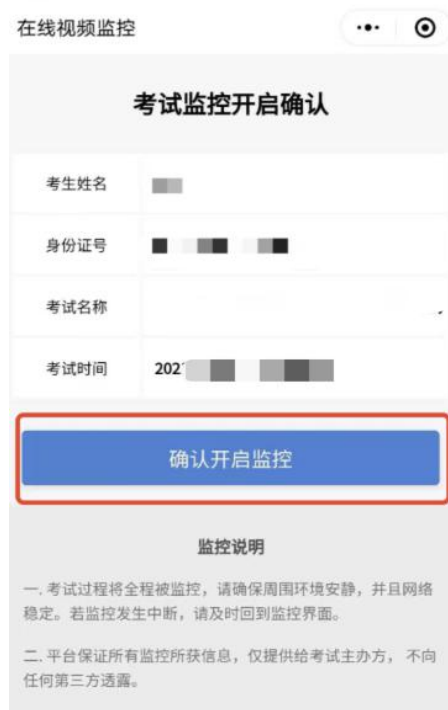 在线视频监控
考试监控开启确认
考生姓名
身份证号
考试名称
考试时间 202
确认开启监控
监控说明
一. 考试过程将全程被监控，请确保周围环境安静，并且网络
稳定。若监控发生中断，请及时回到监控界面。
二. 平台保证所有监控所获信息，仅提供给考试主办方， 不向
任何第三方透露。